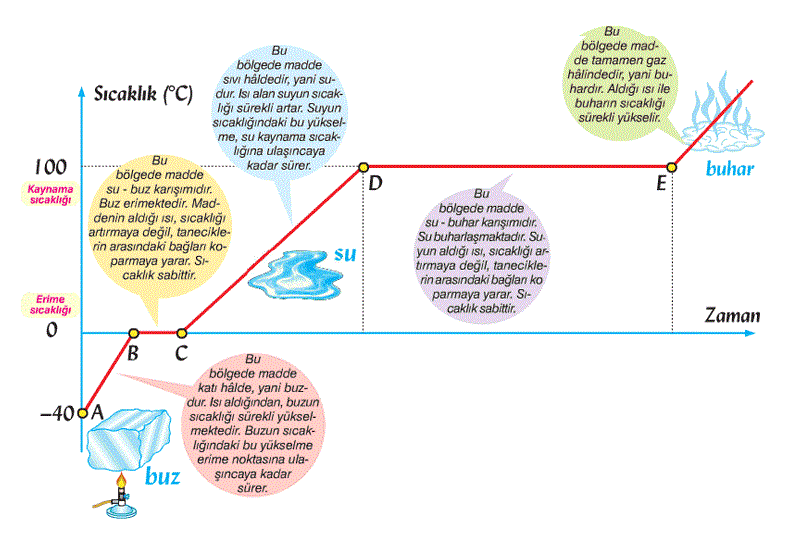 Sıcaklık (°C)
Bu
bölgede madde
sıvı hâldedir, yani su-
dur. Isı alan suyun sıcak-
lığı sürekli artar. Suyun
sıcaklığındaki bu yüksel-
me, su kaynama sıcak-
lığına ulaşıncaya
kadar sürer.
Bu
bölgede mad-
de tamamen gaz
hâlindedir, yani bu-
hardır. Aldığı ısı ile
buharın sıcaklığı
sürekli yükselir.
buhar
100
Kaynama
sıcaklığı
Bu
bölgede madde
su - buz karışımıdır.
Buz erimektedir. Mad-
denin aldığı ısı, sıcaklığı
artırmaya değil, tanecikle-
rin arasındaki bağları ko-
parmaya yarar. Sı-
caklık sabittir.
D
E
Bu
bölgede madde
su - buhar karışımıdır.
Su buharlaşmaktadır. Su-
yun aldığı ısı, sıcaklığı ar-
tırmaya değil, tanecikle-
rin arasındaki bağları ko
parmaya yarar. Sı-
caklık sabittir.
su
Erime
sıcaklığı
0
Zaman
B
C
Bu
bölgede madde
katı hâlde, yani buz-
dur. Isı aldığından, buzun
sıcaklığı sürekli yüksel-
mektedir. Buzun sıcak-
lığındaki bu yükselme
erime noktasına ula-
şıncaya kadar
sürer.
–40
A
buz